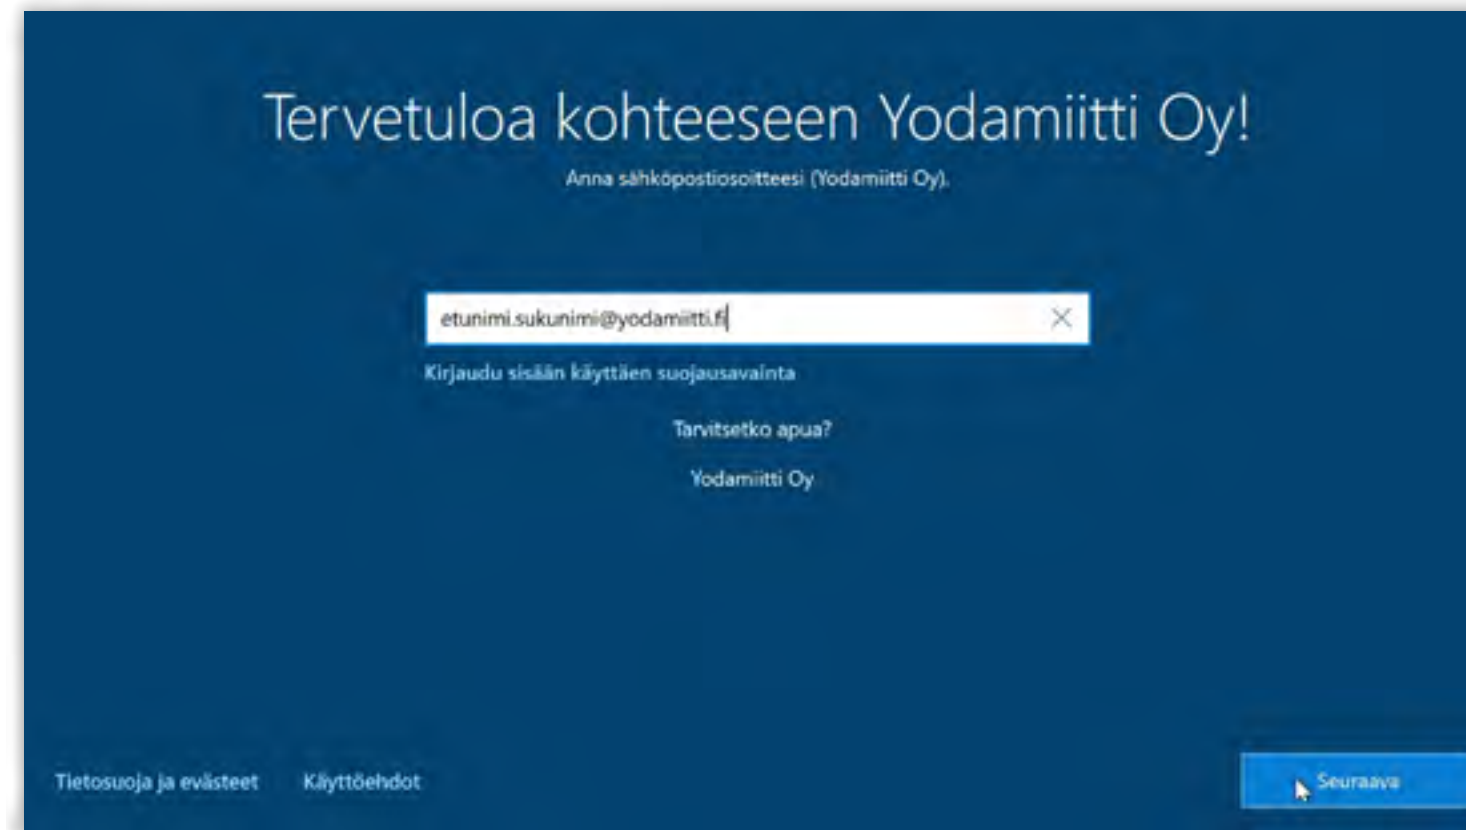 Tervetuloa kohteeseen Yodamiitti Oy!
Anna sähköpostiosoitteesi (Yodamiitti Oy).
etunimi.sukunimi@yodamiitti.fi
Kirjaudu sisään käyttäen suojausavainta
Tarvitsetko apua?
Yodamiitti Oy
Tietosuoja ja evästeet
Käyttöehdot
Seuraava